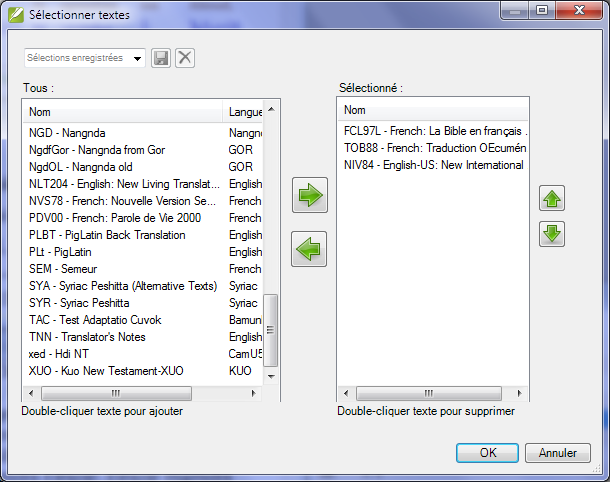 Sélectionner textes
Sélections enregistrées
Tous :
Nom Langue
NGD - Nangnda Nangno
NgdfGor - Nangnda from Gor GOR
NgdOL - Nangnda old GOR
NLT204 - English: New Living Translat... English
NVS78 - French: Nouvelle Version Se... French
PDV00 - French: Parole de Vie 2000 French
PLBT - PigLatin Back Translation English
PLt - PigLatin English
SEM - Semeur French
SYA - Syriac Peshitta (Alternative Texts) Syriac
SYR - Syriac Peshitta Syriac
TAC - Test Adaptatio Cuvok Bamun
TNN - Translator's Notes English
xed - Hdi NT CamU5
XUO - Kuo New Testament-XUO KUO
Double-cliquer texte pour ajouter
Sélectionné :
Nom
FCL97L - French: La Bible en français .
TOB88 - French: Traduction OEcumén
NIV84 - English-US: New International
Double-cliquer texte pour supprimer
OK
Annuler